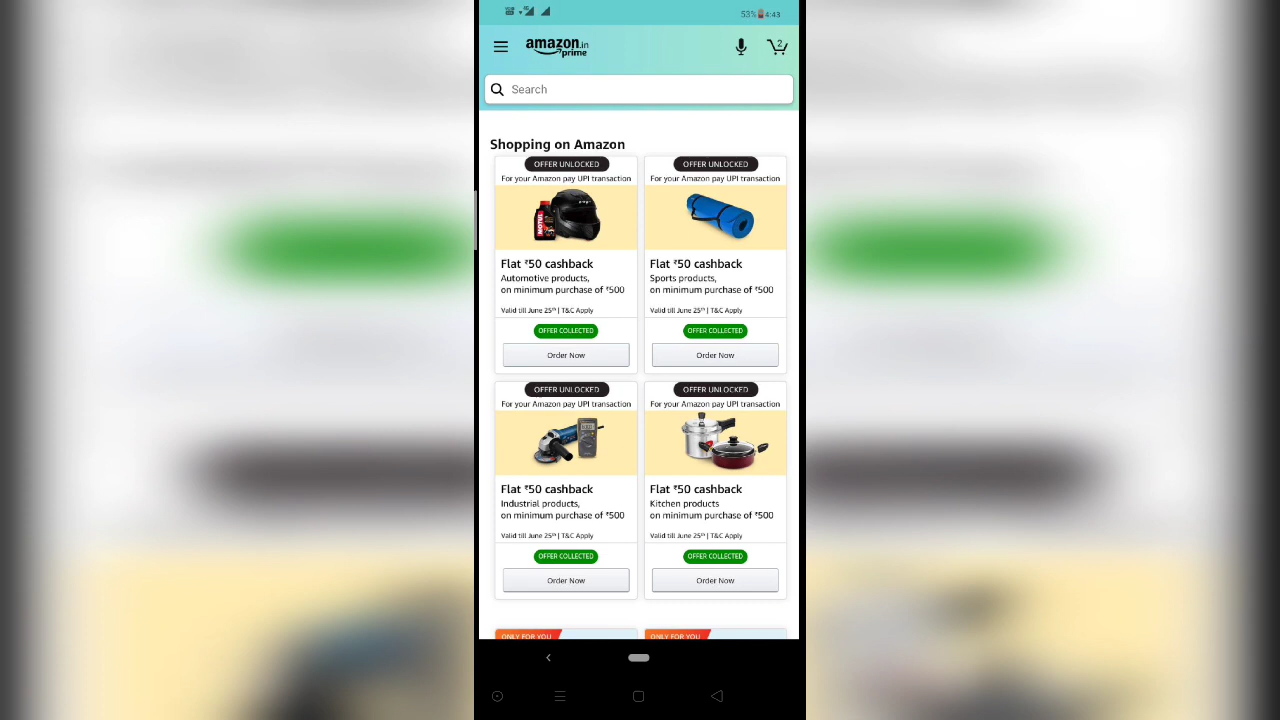 53% 4:43
amazon.in
prime
2
Search
Shopping on Amazon
OFFER UNLOCKED
For your Amazon pay UPI transaction
MOTUL
Flat ₹50 cashback
Automotive products,
on minimum purchase of ₹500
Valid till June 25th | T&C Apply
OFFER COLLECTED
Order Now
OFFER UNLOCKED
For your Amazon pay UPI transaction
Flat ₹50 cashback
Sports products,
on minimum purchase of ₹500
Valid till June 25th | T&C Apply
OFFER COLLECTED
Order Now
OFFER UNLOCKED
For your Amazon pay UPI transaction
Flat ₹50 cashback
Industrial products,
on minimum purchase of ₹500
Valid till June 25th | T&C Apply
OFFER COLLECTED
Order Now
OFFER UNLOCKED
For your Amazon pay UPI transaction
Flat ₹50 cashback
Kitchen products
on minimum purchase of ₹500
Valid till June 25th | T&C Apply
OFFER COLLECTED
Order Now
ONLY FOR YOU
ONLY FOR YOU